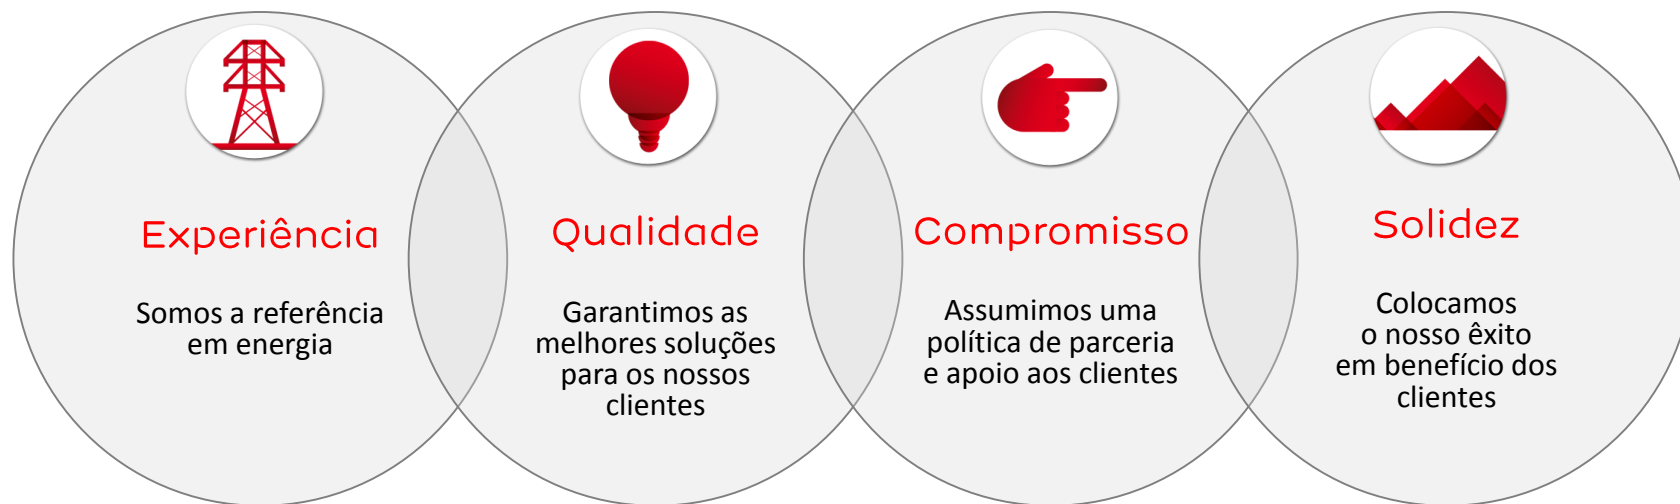 Experiência
Somos a referência
em energia
Qualidade
Garantimos as
melhores soluções
para os nossos
clientes
Compromisso
Assumimos uma
política de parceria
e apoio aos clientes
Solidez
Colocamos
o nosso êxito
em benefício dos
clientes